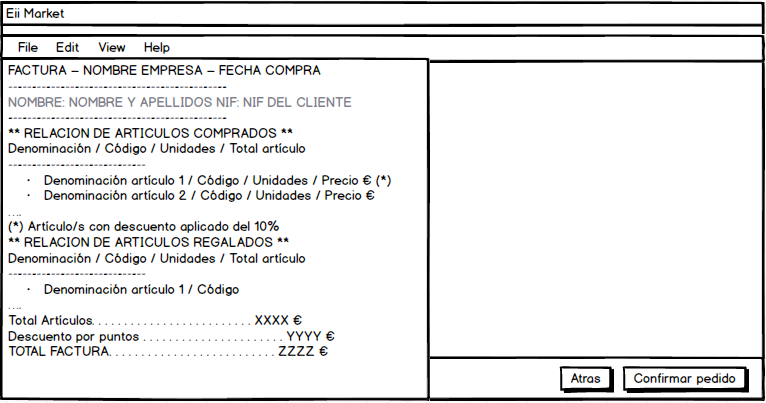 Eii Market
File Edit View Help
FACTURA – NOMBRE EMPRESA – FECHA COMPRA
----------------------------------------------
NOMBRE: NOMBRE Y APELLIDOS NIF: NIF DEL CLIENTE
----------------------------------------------
** RELACION DE ARTICULOS COMPRADOS **
Denominación / Código / Unidades / Total artículo
-----------------------------
· Denominación artículo 1 / Código / Unidades / Precio € (*)
· Denominación artículo 2 / Código / Unidades / Precio €
....
(*) Artículo/s con descuento aplicado del 10%
** RELACION DE ARTICULOS REGALADOS **
Denominación / Código / Unidades / Total artículo
-----------------------------
· Denominación artículo 1 / Código
....
Total Artículos. . . . . . . . . . . . . . . . . . . . . . . . . XXXX €
Descuento por puntos . . . . . . . . . . . . . . . . . . . . . . YYYY €
TOTAL FACTURA. . . . . . . . . . . . . . . . . . . . . . . . . . ZZZZ €
Atras Confirmar pedido